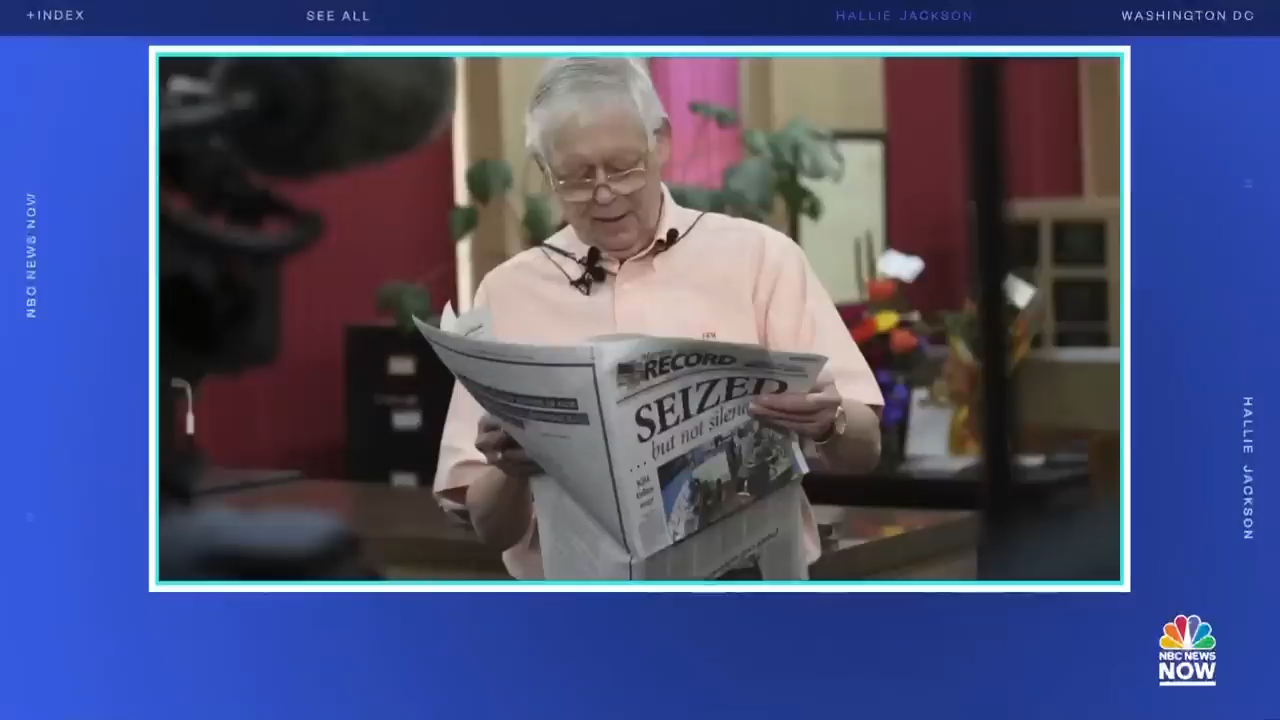 +INDEX
SEE ALL
HALLIE JACKSON
WASHINGTON DC
NBC NEWS NOW
HALLIE JACKSON
RECORD
SEIZED
... but not silenc
NBC NEWS
NOW